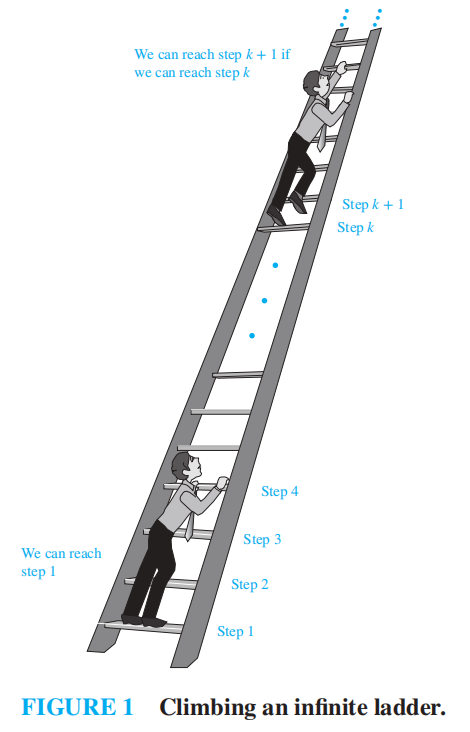 We can reach step k + 1 if
we can reach step k
Step k + 1
Step k
Step 4
Step 3
We can reach
step 1
Step 2
Step 1
FIGURE 1 Climbing an infinite ladder.